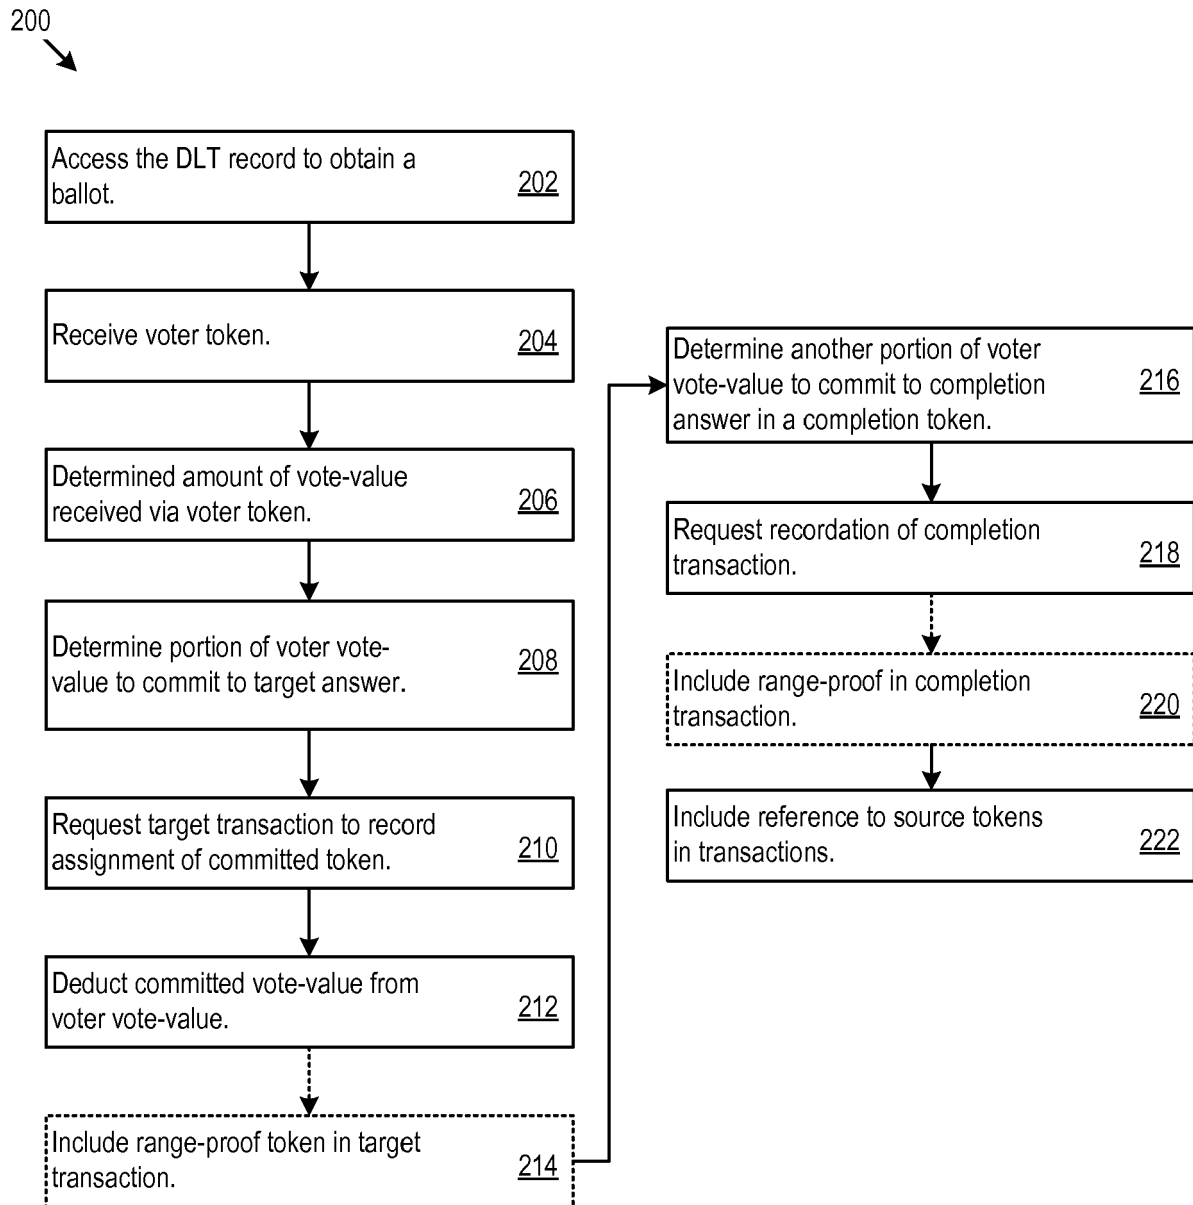 200
Access the DLT record to obtain a
ballot.
202
Receive voter token.
204
Determined amount of vote-value
received via voter token.
206
Determine portion of voter vote-
value to commit to target answer.
208
Request target transaction to record
assignment of committed token.
210
Deduct committed vote-value from
voter vote-value.
212
Include range-proof token in target
transaction.
214
Determine another portion of voter
vote-value to commit to completion
answer in a completion token.
216
Request recordation of completion
transaction.
218
Include range-proof in completion
transaction.
220
Include reference to source tokens
in transactions.
222